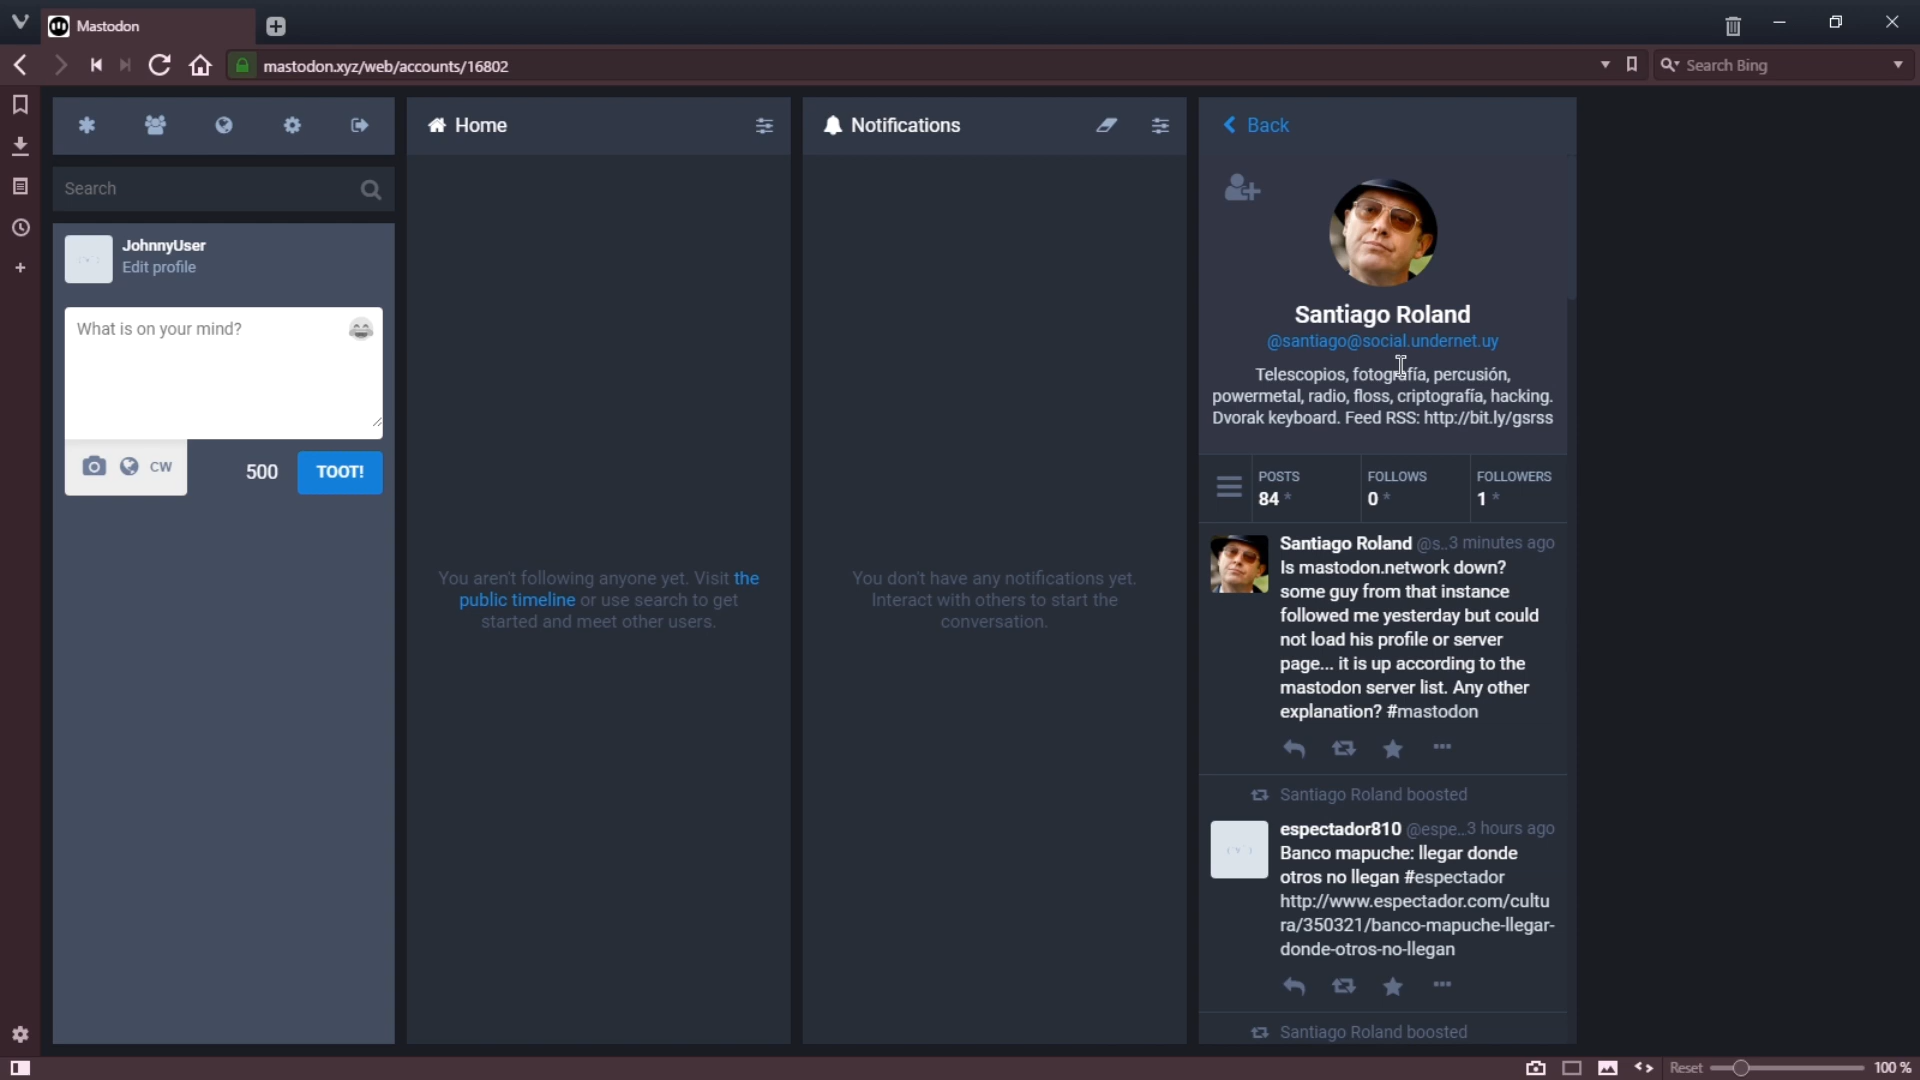 Mastodon
mastodon.xyz/web/accounts/16802
Search Bing
Search
JohnnyUser
Edit profile
What is on your mind?
CW
500
TOOT!
Home
You aren't following anyone yet. Visit the
public timeline or use search to get
started and meet other users.
Notifications
You don't have any notifications yet.
Interact with others to start the
conversation.
Back
Santiago Roland
@santiago@social.undernet.uy
Telescopios, fotografía, percusión,
powermetal, radio, floss, criptografía, hacking.
Dvorak keyboard. Feed RSS: http://bit.ly/gsrss
POSTS FOLLOWS FOLLOWERS
84 * 0 * 1 *
Santiago Roland @s.. 3 minutes ago
Is mastodon.network down?
some guy from that instance
followed me yesterday but could
not load his profile or server
page... it is up according to the
mastodon server list. Any other
explanation? #mastodon
Santiago Roland boosted
espectador810 @espe.. 3 hours ago
Banco mapuche: llegar donde
otros no llegan #espectador
http://www.espectador.com/cultu
ra/350321/banco-mapuche-llegar-
donde-otros-no-llegan
Santiago Roland boosted
Reset 100 %